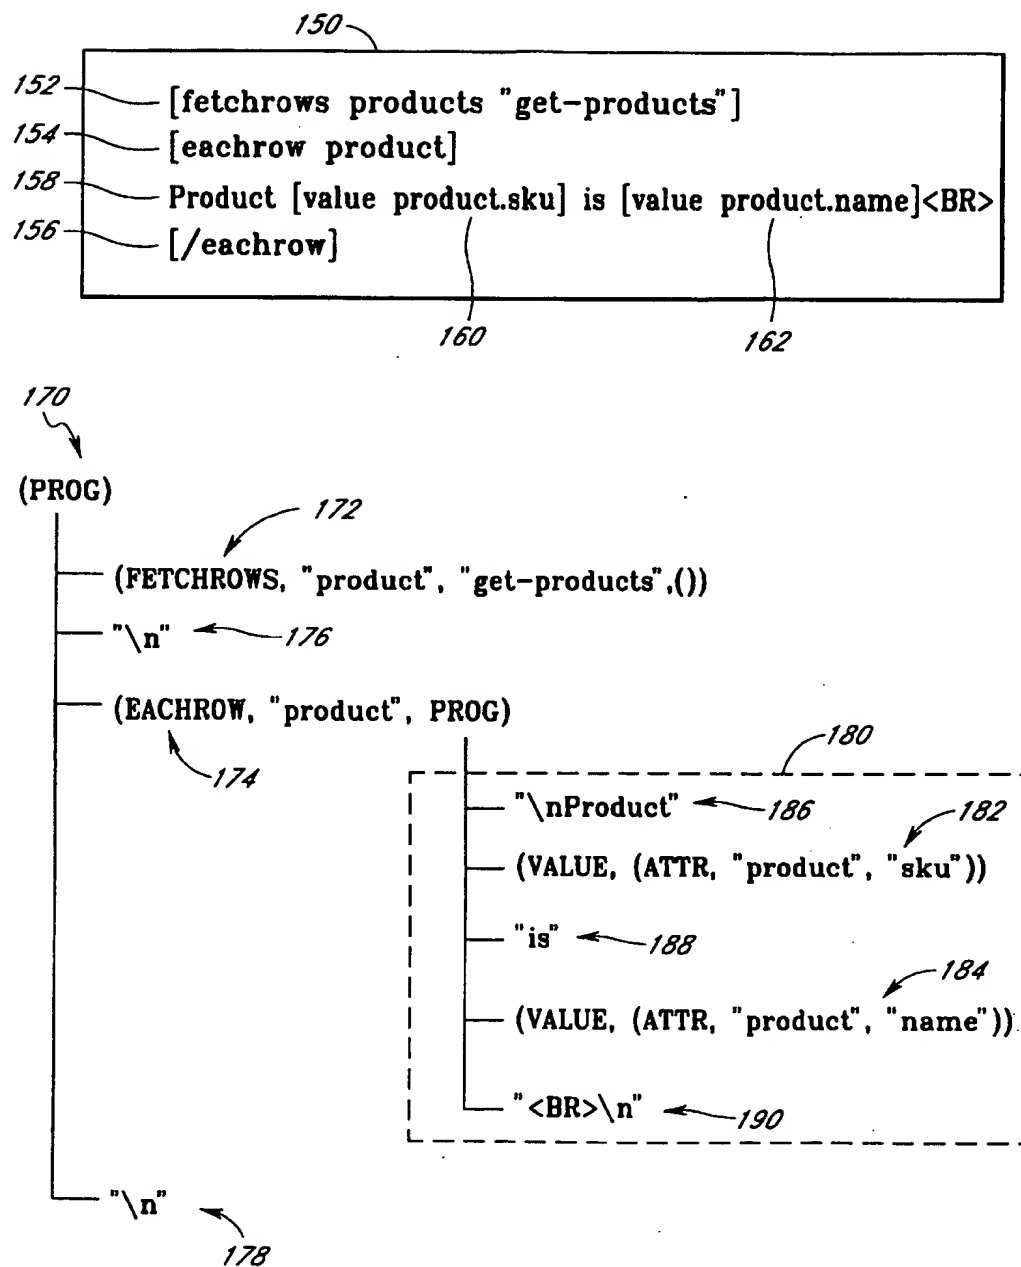 150
152 [fetchrows products "get-products"]
154 [eachrow product]
158 Product [value product.sku] is [value product.name]<BR>
156 [/eachrow]
160 162
170
(PROG)
172
(FETCHROWS, "product", "get-products",())
"\n" 176
(EACHROW, "product", PROG)
174
180
"\nProduct" 186 182
(VALUE, (ATTR, "product", "sku"))
"is" 188
184
(VALUE, (ATTR, "product", "name"))
"<BR>\n" 190
"\n"
178